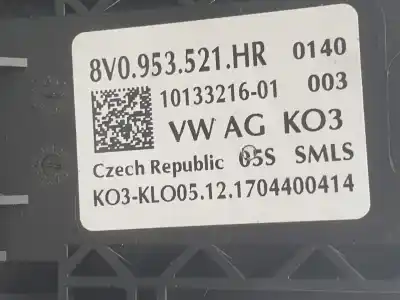 8V0.953.521.HR 0140
10133216-01 003
VW AG KO3
Czech Republic 05S SMLS
KO3-KLO05.12.1704400414